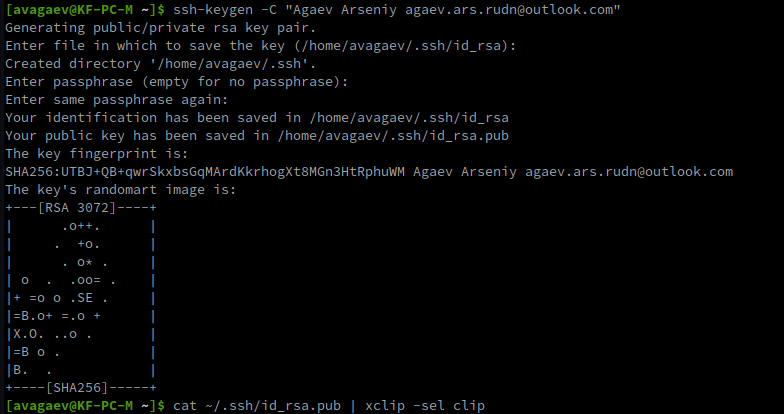 [avagaev@KF-PC-M ~]$ ssh-keygen -C "Agaev Arseniy agaev.ars.rudn@outlook.com"
Generating public/private rsa key pair.
Enter file in which to save the key (/home/avagaev/.ssh/id_rsa):
Created directory '/home/avagaev/.ssh'.
Enter passphrase (empty for no passphrase):
Enter same passphrase again:
Your identification has been saved in /home/avagaev/.ssh/id_rsa
Your public key has been saved in /home/avagaev/.ssh/id_rsa.pub
The key fingerprint is:
SHA256:UTBJ+QB+qwrSkxbsGqMArdKkrhogXt8MGn3HtRphuWM Agaev Arseniy agaev.ars.rudn@outlook.com
The key's randomart image is:
+---[RSA 3072]----+
|      .o++.      |
|     .  +o.      |
|      . o* .     |
| o  .  .oo= .    |
|+ =o o .SE .     |
|=B.o+ =.o +      |
|X.O. ..o .       |
|=B o .           |
|B.  .            |
+----[SHA256]-----+
[avagaev@KF-PC-M ~]$ cat ~/.ssh/id_rsa.pub | xclip -sel clip